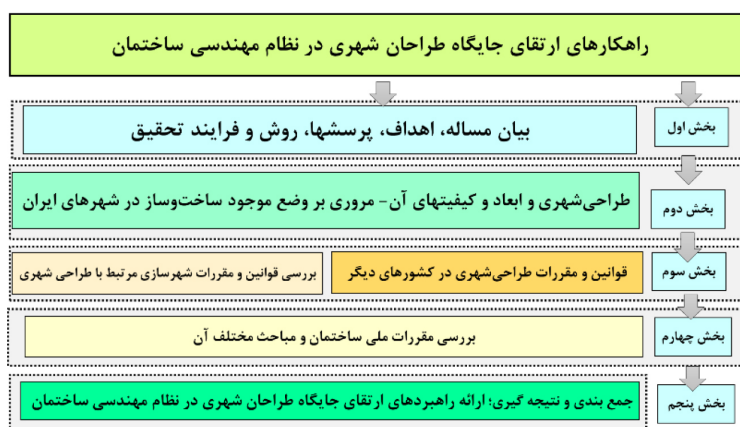 راهکارهای ارتقای جایگاه طراحان شهری در نظام مهندسی ساختمان
بخش اول
بیان مساله، اهداف، پرسشها، روش و فرایند تحقیق
بخش دوم
طراحی‌شهری و ابعاد و کیفیتهای آن- مروری بر وضع موجود ساخت‌وساز در شهرهای ایران
بخش سوم
قوانین و مقررات طراحی‌شهری در کشورهای دیگر
بررسی قوانین و مقررات شهرسازی مرتبط با طراحی شهری
بخش چهارم
بررسی مقررات ملی ساختمان و مباحث مختلف آن
بخش پنجم
جمع بندی و نتیجه گیری؛ ارائه راهبردهای ارتقای جایگاه طراحان شهری در نظام مهندسی ساختمان